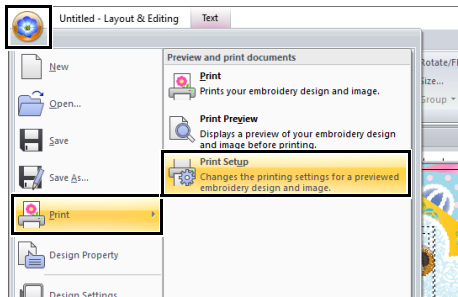 Untitled - Layout & Editing Text
Preview and print documents
New
Print
Prints your embroidery design and image.
Open...
Print Preview
Displays a preview of your embroidery design
and image before printing.
Save
Print Setup
Changes the printing settings for a previewed
embroidery design and image.
Save As...
Print
Design Property
Design Settings
Rotate/Fl
Size...
Group